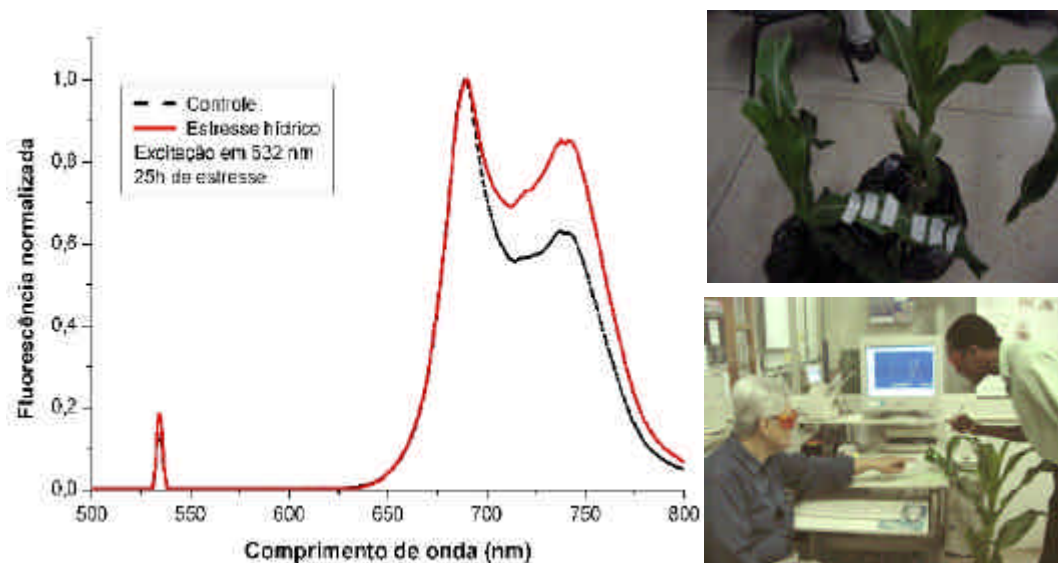 1,0
0,8
0,6
0,4
0,2
0,0
Fluorescência normalizada
Controle
Estresse hídrico
Excitação em 532 nm
25h de estresse
500 550 600 650 700 750 800
Comprimento de onda (nm)